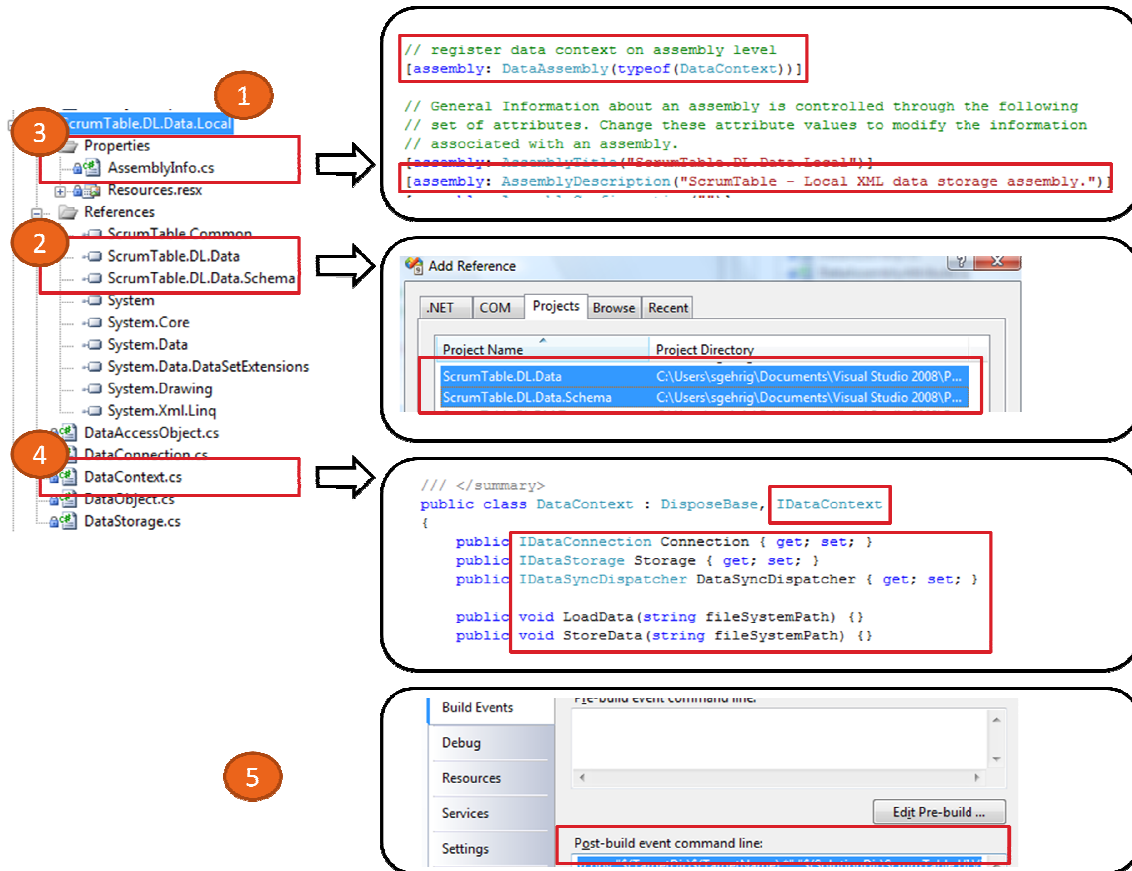 1
3
ScrumTable.DL.Data.Local
Properties
AssemblyInfo.cs
Resources.resx
References
ScrumTable.Common
2
ScrumTable.DL.Data
ScrumTable.DL.Data.Schema
System
System.Core
System.Data
System.Data.DataSetExtensions
System.Drawing
System.Xml.Linq
DataAccessObject.cs
DataConnection.cs
4
DataContext.cs
DataObject.cs
DataStorage.cs
// register data context on assembly level
[assembly: DataAssembly(typeof(DataContext))]
// General Information about an assembly is controlled through the following
// set of attributes. Change these attribute values to modify the information
// associated with an assembly.
[assembly: AssemblyTitle("ScrumTable.DL.Data.Local")]
[assembly: AssemblyDescription("ScrumTable - Local XML data storage assembly.")]
Add Reference
.NET COM Projects Browse Recent
Project Name Project Directory
ScrumTable.DL.Data C:\Users\sgehrig\Documents\Visual Studio 2008\P...
ScrumTable.DL.Data.Schema C:\Users\sgehrig\Documents\Visual Studio 2008\P...
/// </summary>
public class DataContext : DisposeBase, IDataContext
{
public IDataConnection Connection { get; set; }
public IDataStorage Storage { get; set; }
public IDataSyncDispatcher DataSyncDispatcher { get; set; }
public void LoadData(string fileSystemPath) {}
public void StoreData(string fileSystemPath) {}
5
Build Events
Debug
Resources
Services
Settings
Pre-build event command line:
Edit Pre-build ...
Post-build event command line: